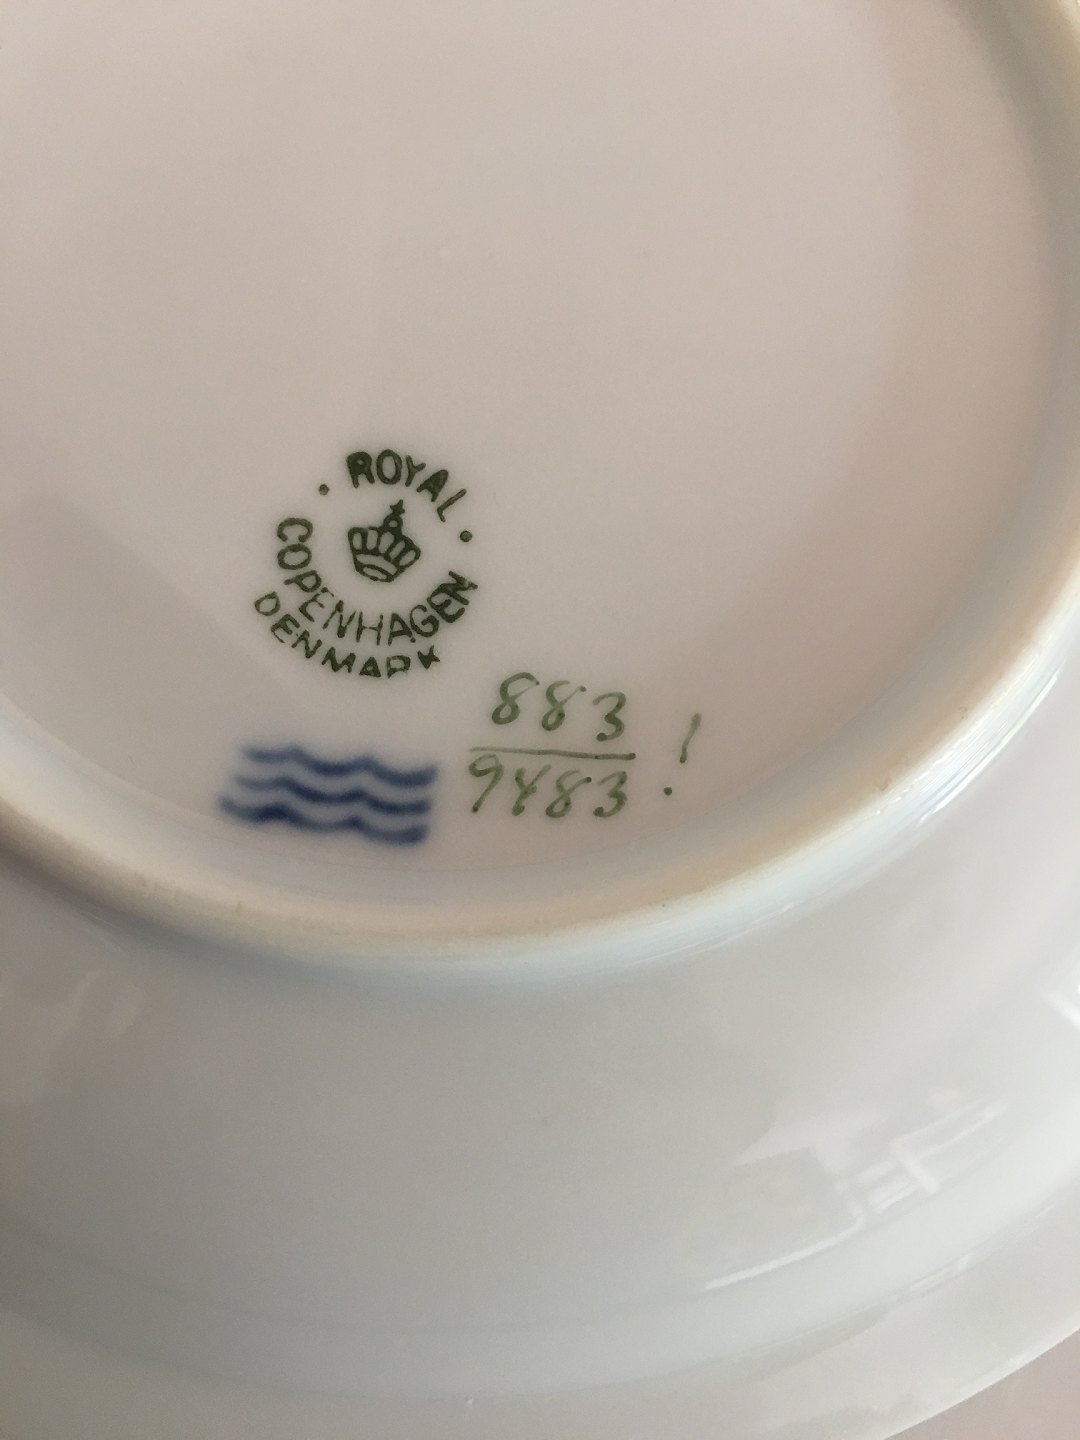 ROYAL
COPENHAGEN
DENMARK
883
9483
!